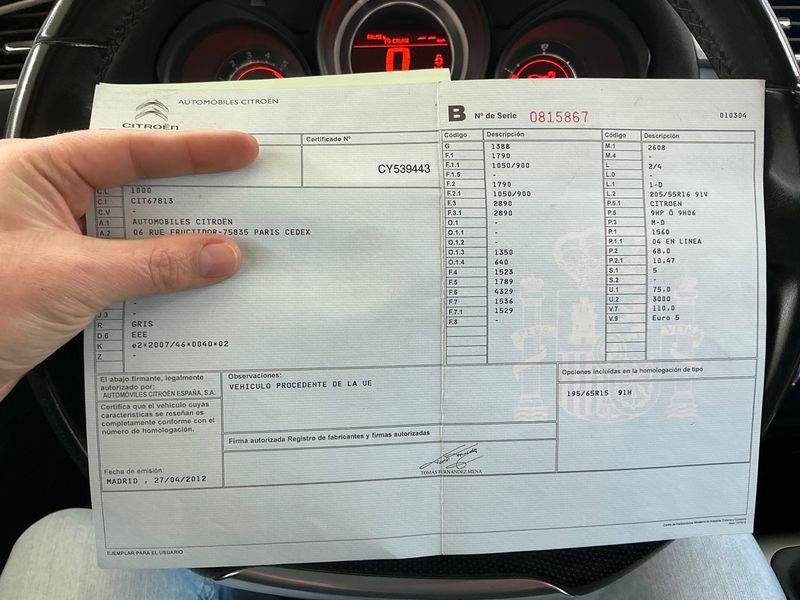 PAUSE CRUISE
0
AUTOMÓBILES CITROËN
CITROËN
Certificado Nº
CY539443
C.L 1000
C.I CIT67813
C.V -
A.1 AUTOMOBILES CITROËN
A.2 06 RUE FRUCTIDOR-75835 PARIS CEDEX
-
-
J.3 -
R GRIS
D.6 EEE
K e2*2007/46*0040*02
Z -
El abajo firmante, legalmente
autorizado por:
AUTOMÓVILES CITROËN ESPAÑA, S.A.
Certifica que el vehículo cuyas
características se reseñan es
completamente conforme con el
número de homologación.
Fecha de emisión:
MADRID , 27/04/2012
EJEMPLAR PARA EL USUARIO
Observaciones:
VEHICULO PROCEDENTE DE LA UE
Firma autorizada Registro de fabricantes y firmas autorizadas
TOMÁS FERNÁNDEZ MENA
B Nº de Serie 0815867 010304
Código Descripción
G 1388
F.1 1790
F.1.1 1050/900
F.1.5 -
F.2 1790
F.2.1 1050/900
F.3 2890
F.3.1 2890
O.1 -
O.1.1 -
O.1.2 -
O.1.3 1350
O.1.4 640
F.4 1523
F.5 1789
F.6 4329
F.7 1536
F.7.1 1529
F.8 -
Código Descripción
M.1 2608
M.4 -
L 2/4
L.0 -
L.1 1-D
L.2 205/55R16 91V
P.5.1 CITROEN
P.5 9HP Ó 9H06
P.3 M-D
P.1 1560
P.1.1 04 EN LINEA
P.2 68,0
P.2.1 10,47
S.1 5
S.2 -
U.1 75,0
U.2 3000
V.7 110,0
V.9 Euro 5
Opciones incluidas en la homologación de tipo
195/65R15 91H